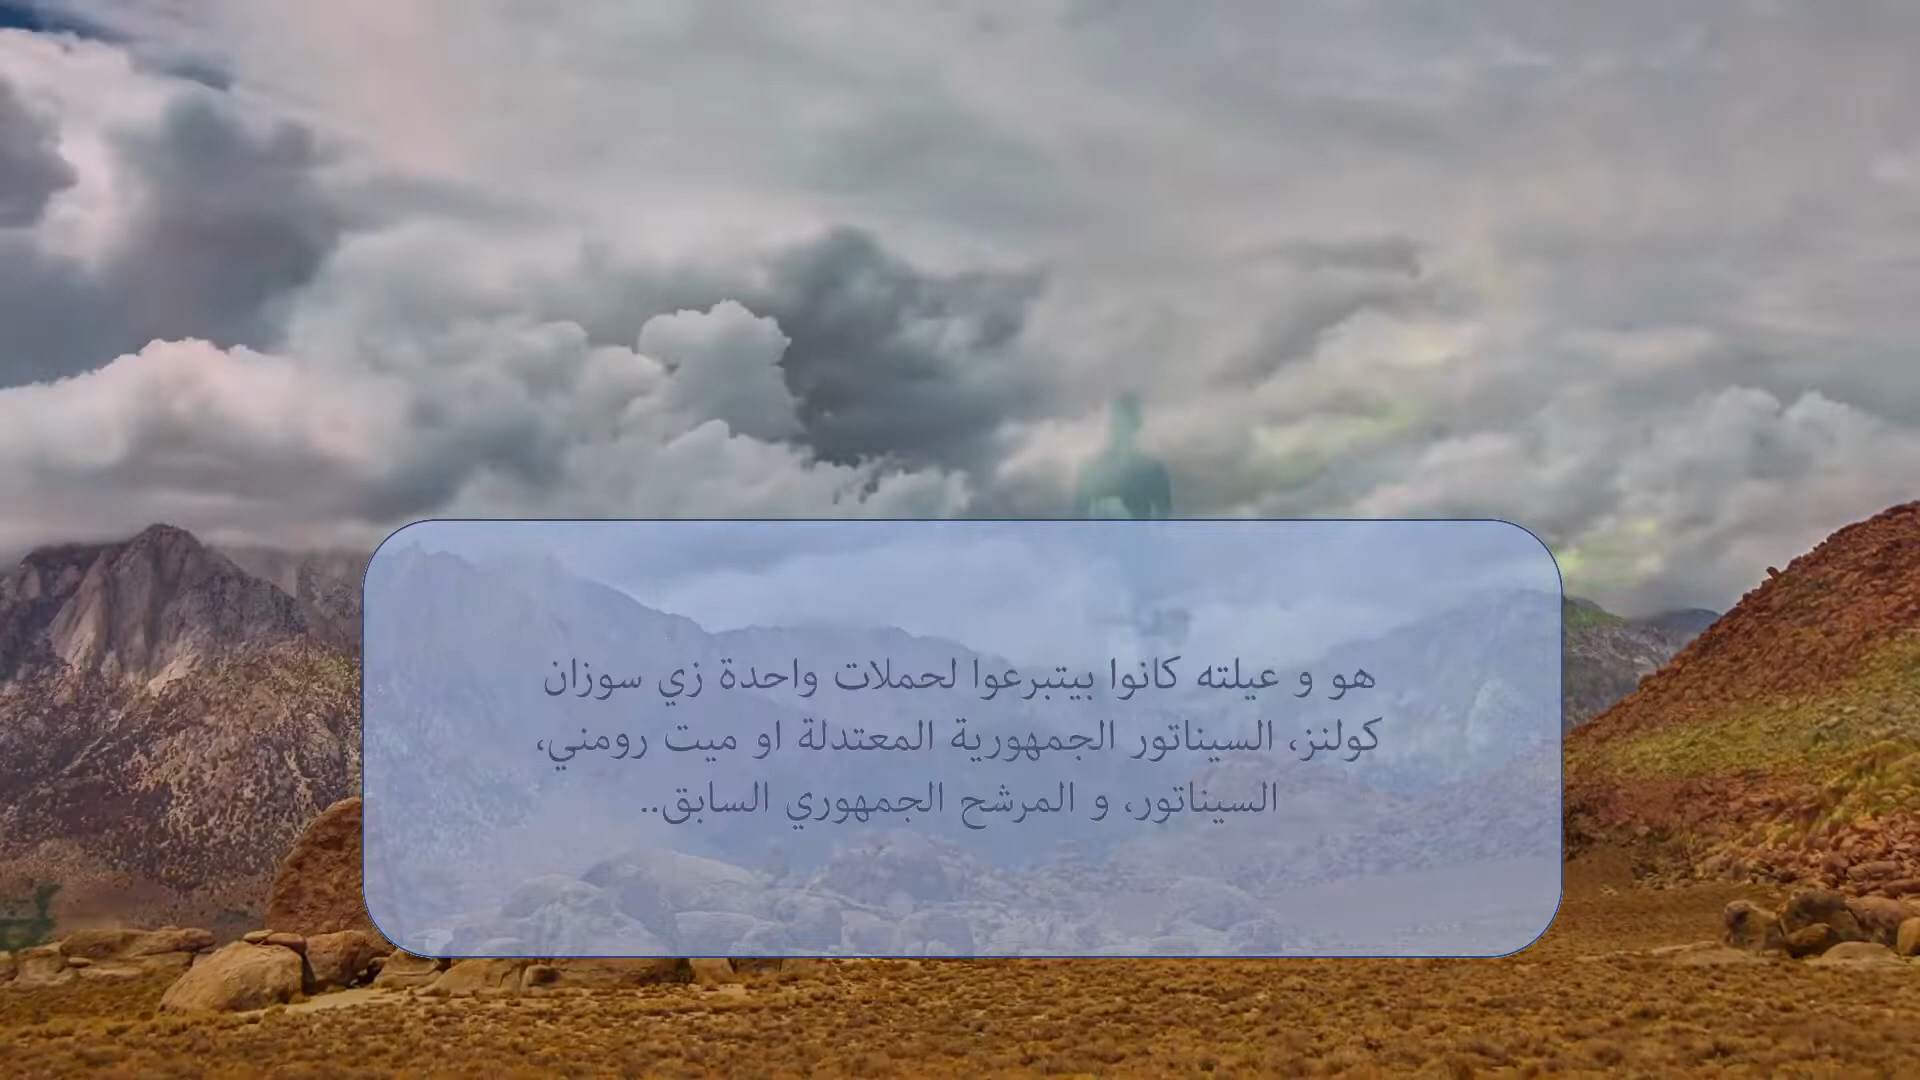 هو و عيلته كانوا بيتبرعوا لحملات واحدة زي سوزان
كولنز، السيناتور الجمهورية المعتدلة او ميت رومني،
السيناتور، و المرشح الجمهوري السابق..